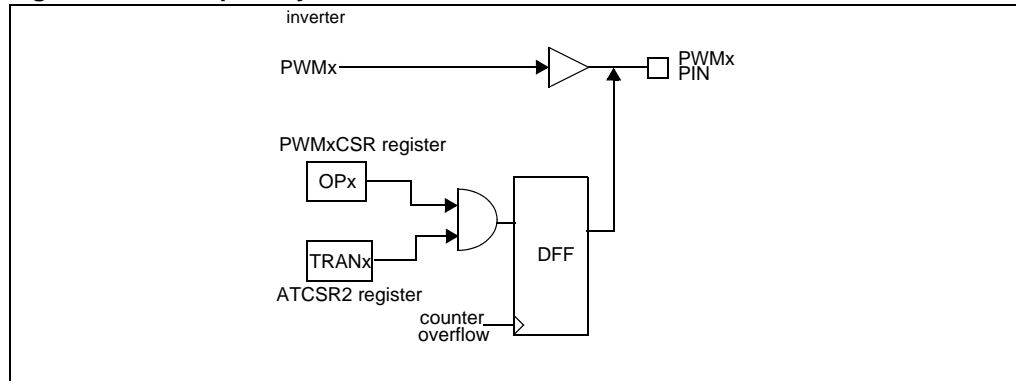 inverter
PWMx
PWMx
PIN
PWMxCSR register
OPx
TRANx
ATCSR2 register
DFF
counter
overflow